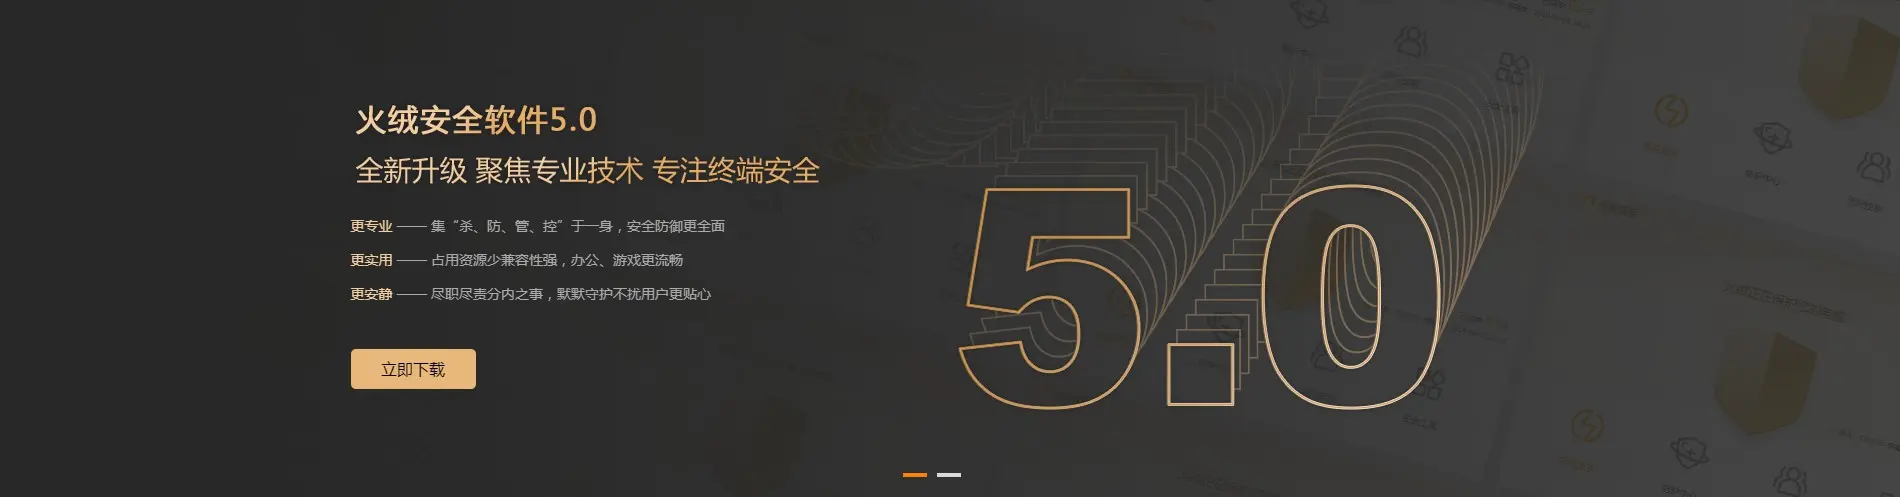 火绒安全软件5.0
全新升级 聚焦专业技术 专注终端安全
更专业 —— 集“杀、防、管、控”于一身，安全防御更全面
更实用 —— 占用资源少兼容性强，办公、游戏更流畅
更安静 —— 尽职尽责分内之事，默默守护不扰用户更贴心
立即下载
5.0